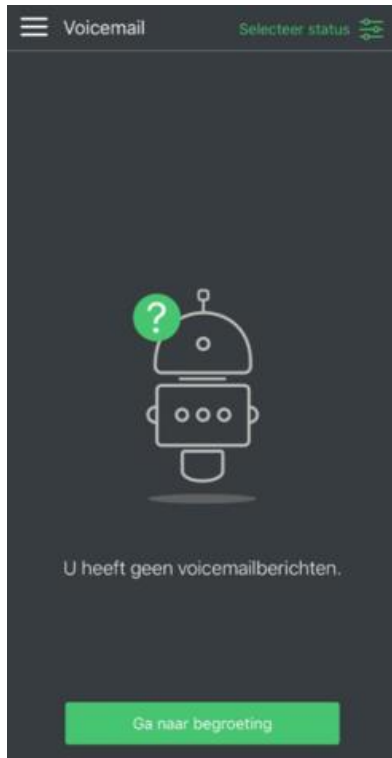 Voicemail
Selecteer status
?
U heeft geen voicemailberichten.
Ga naar begroeting